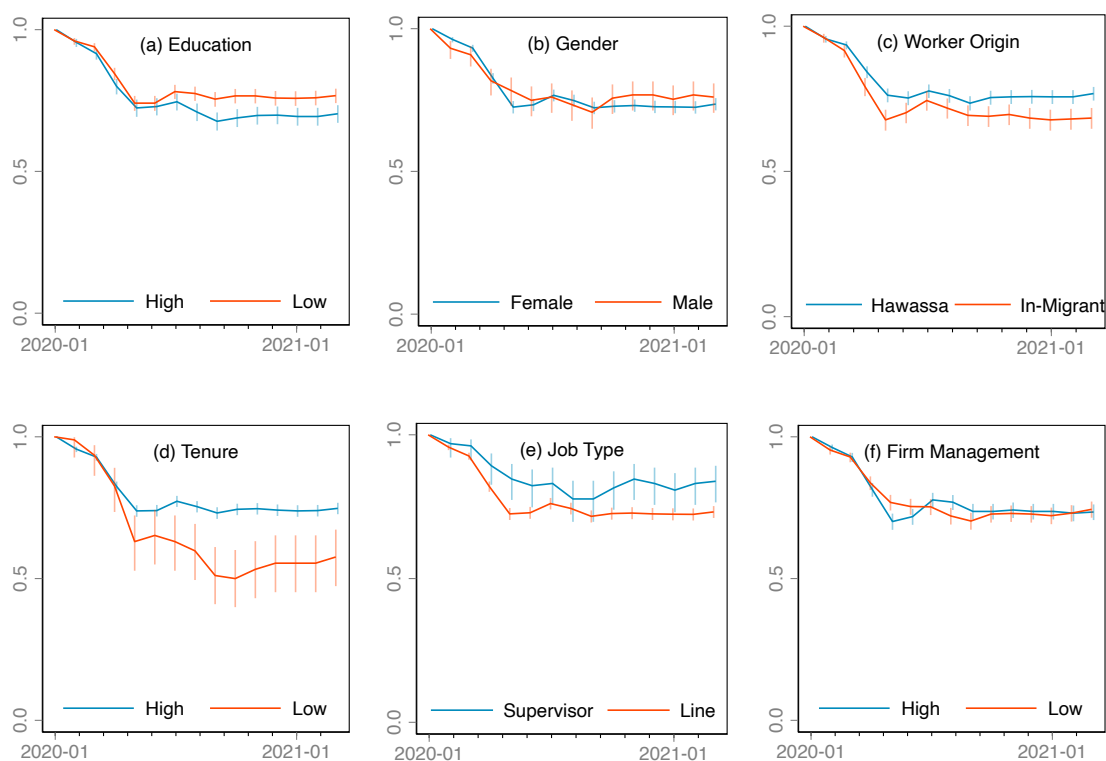 (a) Education
1.0
0.5
0.0
High
Low
2020-01
2021-01
(b) Gender
1.0
0.5
0.0
Female
Male
2020-01
2021-01
(c) Worker Origin
1.0
0.5
0.0
Hawassa
In-Migrant
2020-01
2021-01
(d) Tenure
1.0
0.5
0.0
High
Low
2020-01
2021-01
(e) Job Type
1.0
0.5
0.0
Supervisor
Line
2020-01
2021-01
(f) Firm Management
1.0
0.5
0.0
High
Low
2020-01
2021-01